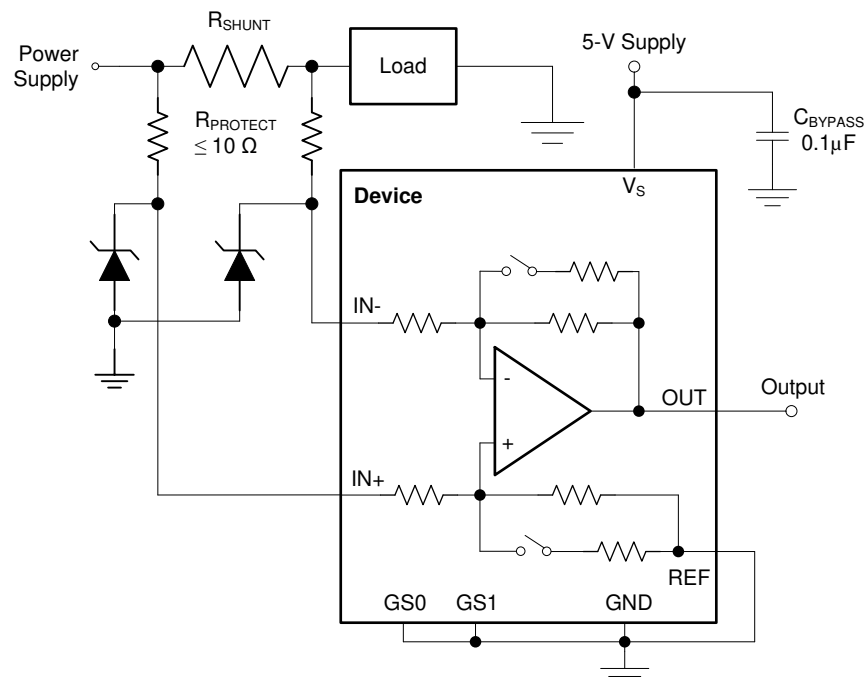 RSHUNT
Power
Supply
Load
5-V Supply
RPROTECT
≤ 10 Ω
CBYPASS
0.1μF
VS
Device
IN-
-
OUT
Output
+
IN+
REF
GS0 GS1 GND